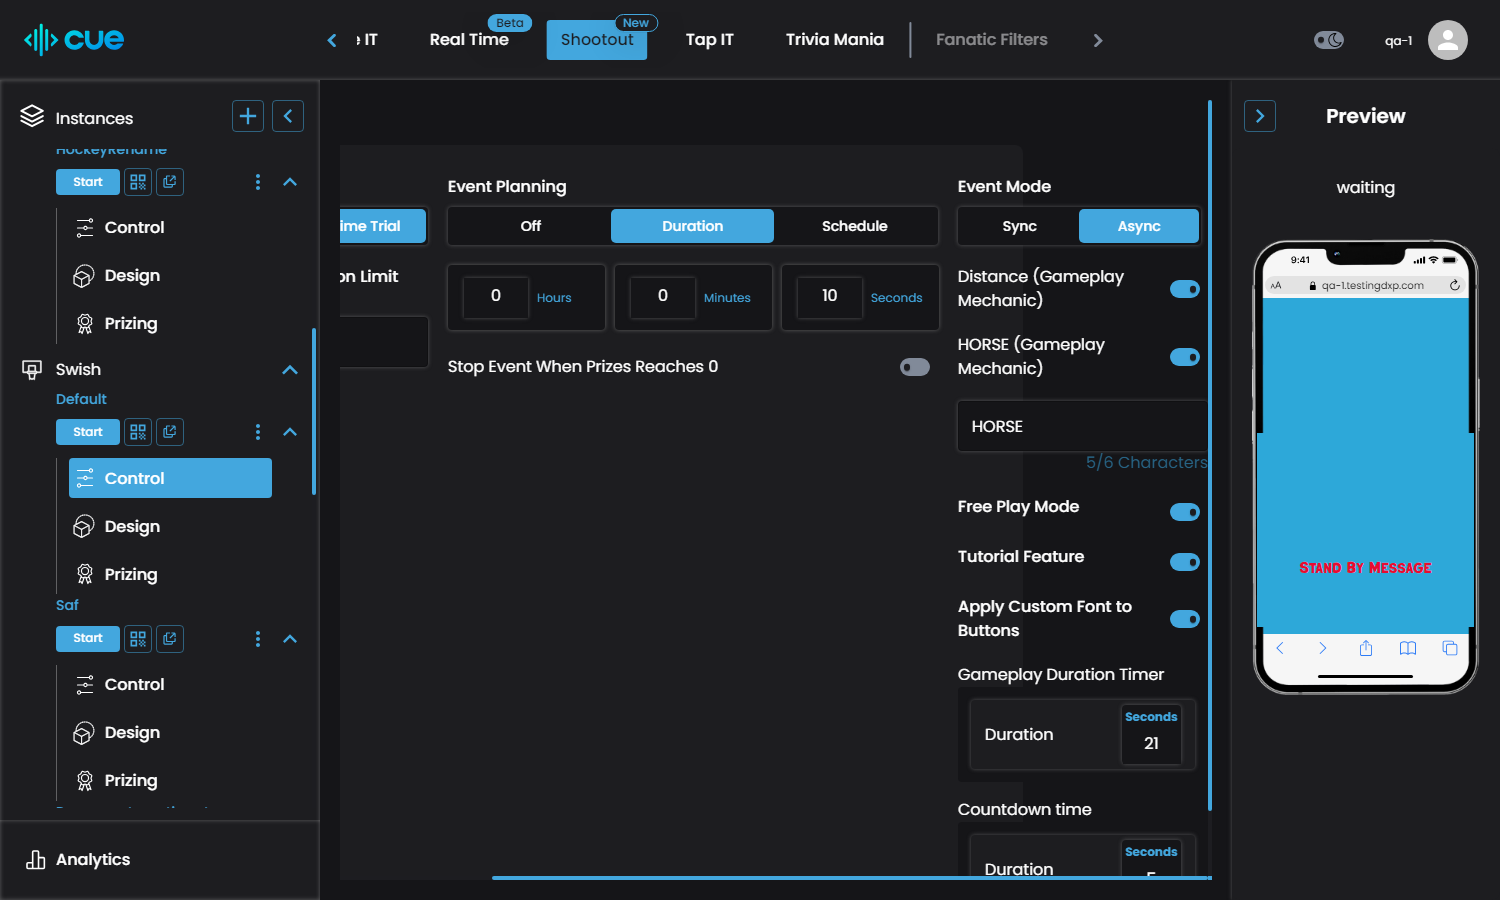 cue
IT
Beta
Real Time
New
Shootout
Tap IT
Trivia Mania
Fanatic Filters
qa-1
Instances
HockeyRename
Start
Control
Design
Prizing
Swish
Default
Start
Control
Design
Prizing
Saf
Start
Control
Design
Prizing
Analytics
ime Trial
on Limit
Event Planning
Off
Duration
Schedule
0
Hours
0
Minutes
10
Seconds
Stop Event When Prizes Reaches 0
Event Mode
Sync
Async
Distance (Gameplay
Mechanic)
HORSE (Gameplay
Mechanic)
HORSE
5/6 Characters
Free Play Mode
Tutorial Feature
Apply Custom Font to
Buttons
Gameplay Duration Timer
Duration
Seconds
21
Countdown time
Duration
Seconds
Preview
waiting
9:41
AA
qa-1.testingdxp.com
Stand By Message